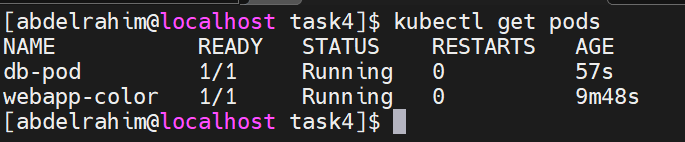 [abdelrahim@localhost task4]$ kubectl get pods
NAME           READY   STATUS    RESTARTS   AGE
db-pod         1/1     Running   0          57s
webapp-color   1/1     Running   0          9m48s
[abdelrahim@localhost task4]$